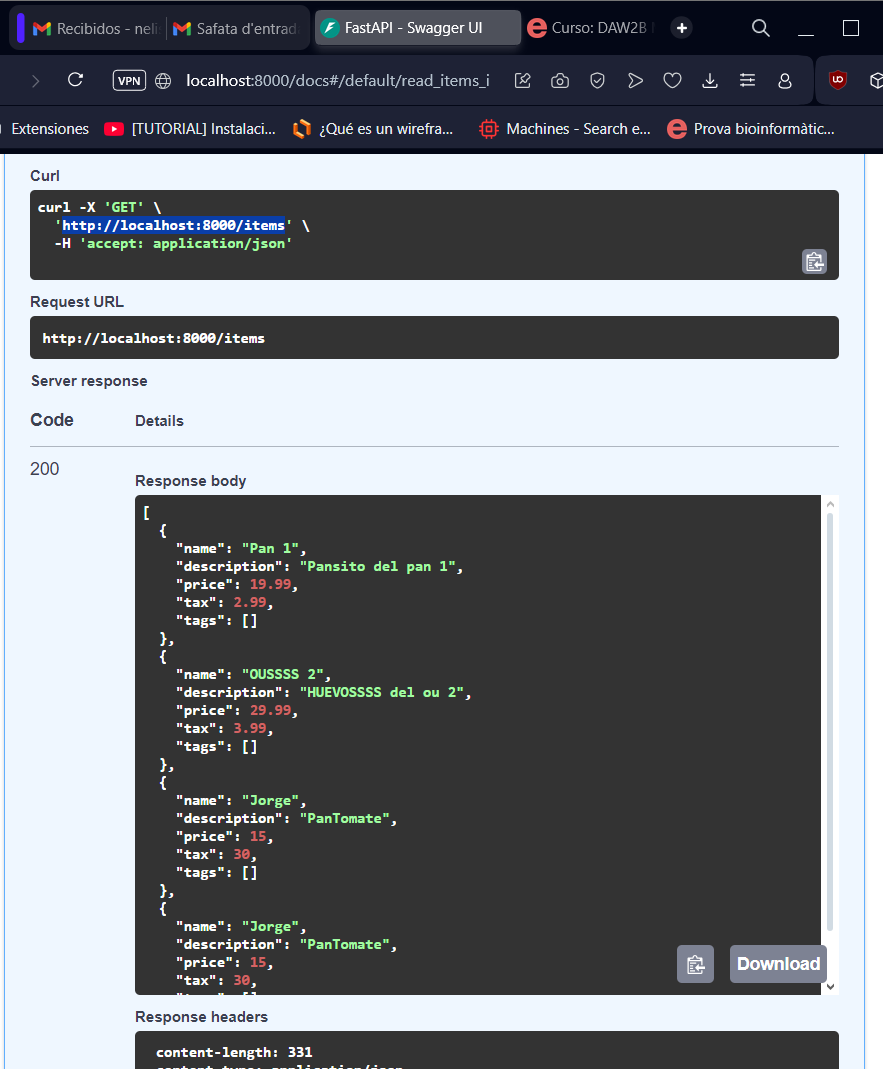 Recibidos - neli
Safata d'entrad
FastAPI - Swagger UI
Curso: DAW2B
VPN
localhost:8000/docs#/default/read_items_i
Extensiones
[TUTORIAL] Instalaci...
¿Qué es un wirefra...
Machines - Search e...
Prova bioinformàtic...
Curl
curl -X 'GET' \
'http://localhost:8000/items' \
-H 'accept: application/json'
Request URL
http://localhost:8000/items
Server response
Code
Details
200
Response body
[
{
"name": "Pan 1",
"description": "Pansito del pan 1",
"price": 19.99,
"tax": 2.99,
"tags": []
},
{
"name": "OUSSSS 2",
"description": "HUEVOSSSS del ou 2",
"price": 29.99,
"tax": 3.99,
"tags": []
},
{
"name": "Jorge",
"description": "PanTomate",
"price": 15,
"tax": 30,
"tags": []
},
{
"name": "Jorge",
"description": "PanTomate",
"price": 15,
"tax": 30,
Download
Response headers
content-length: 331